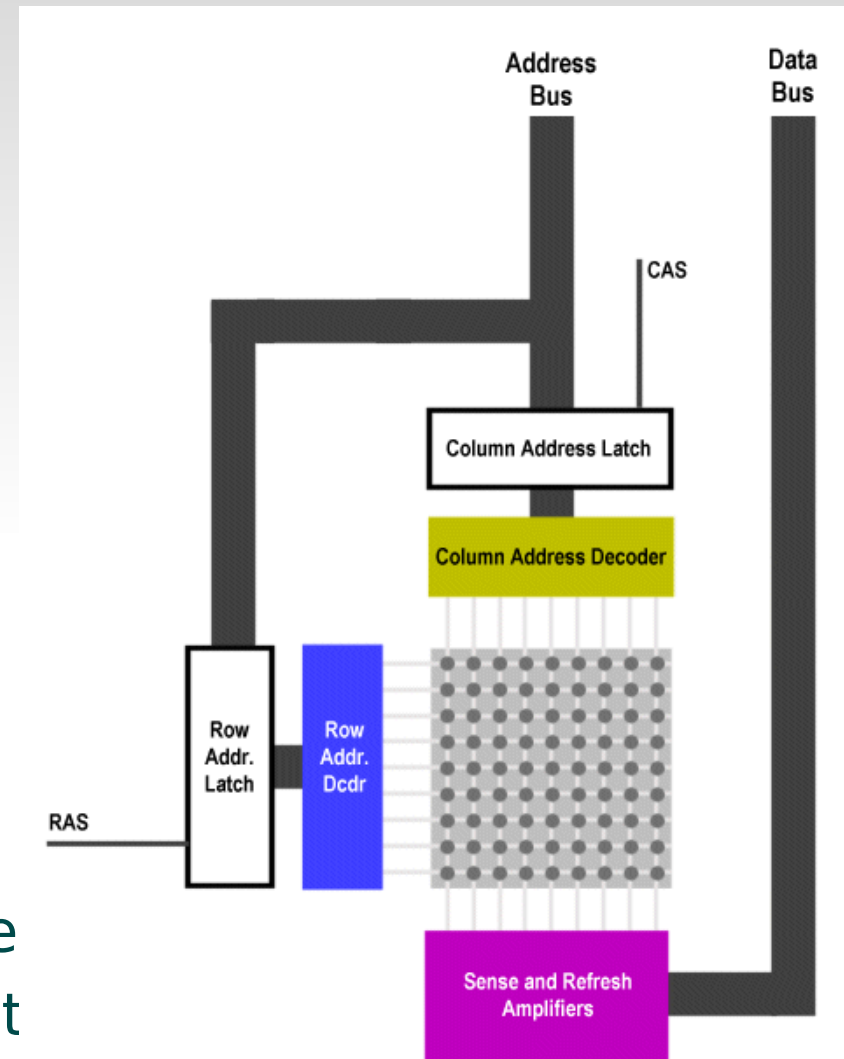 Address
Bus
Data
Bus
CAS
Column Address Latch
Column Address Decoder
Row
Addr.
Latch
Row
Addr.
Dcdr
RAS
e
t
Sense and Refresh
Amplifiers